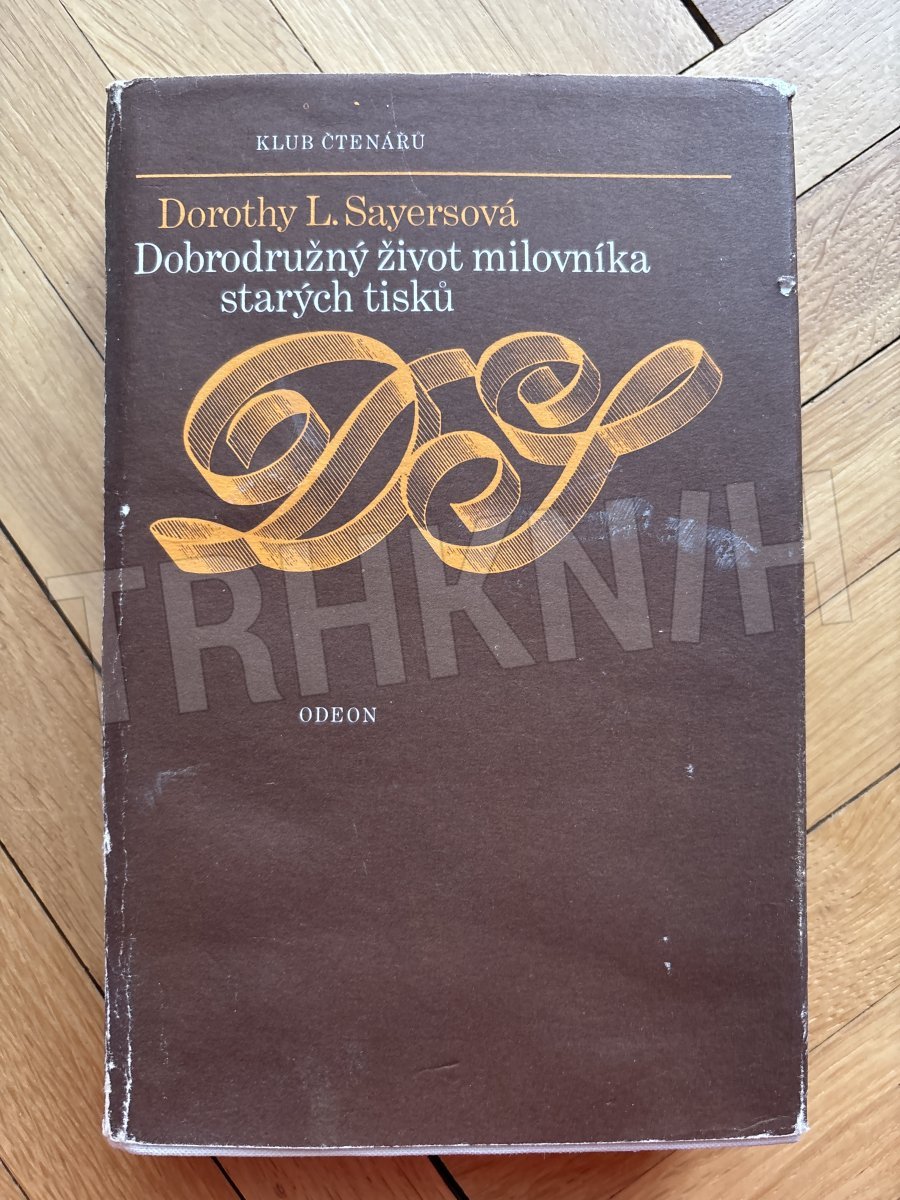 KLUB ČTENÁŘŮ
Dorothy L. Sayersová
Dobrodružný život milovníka
starých tisků
DS
TRHKNIH
ODEON